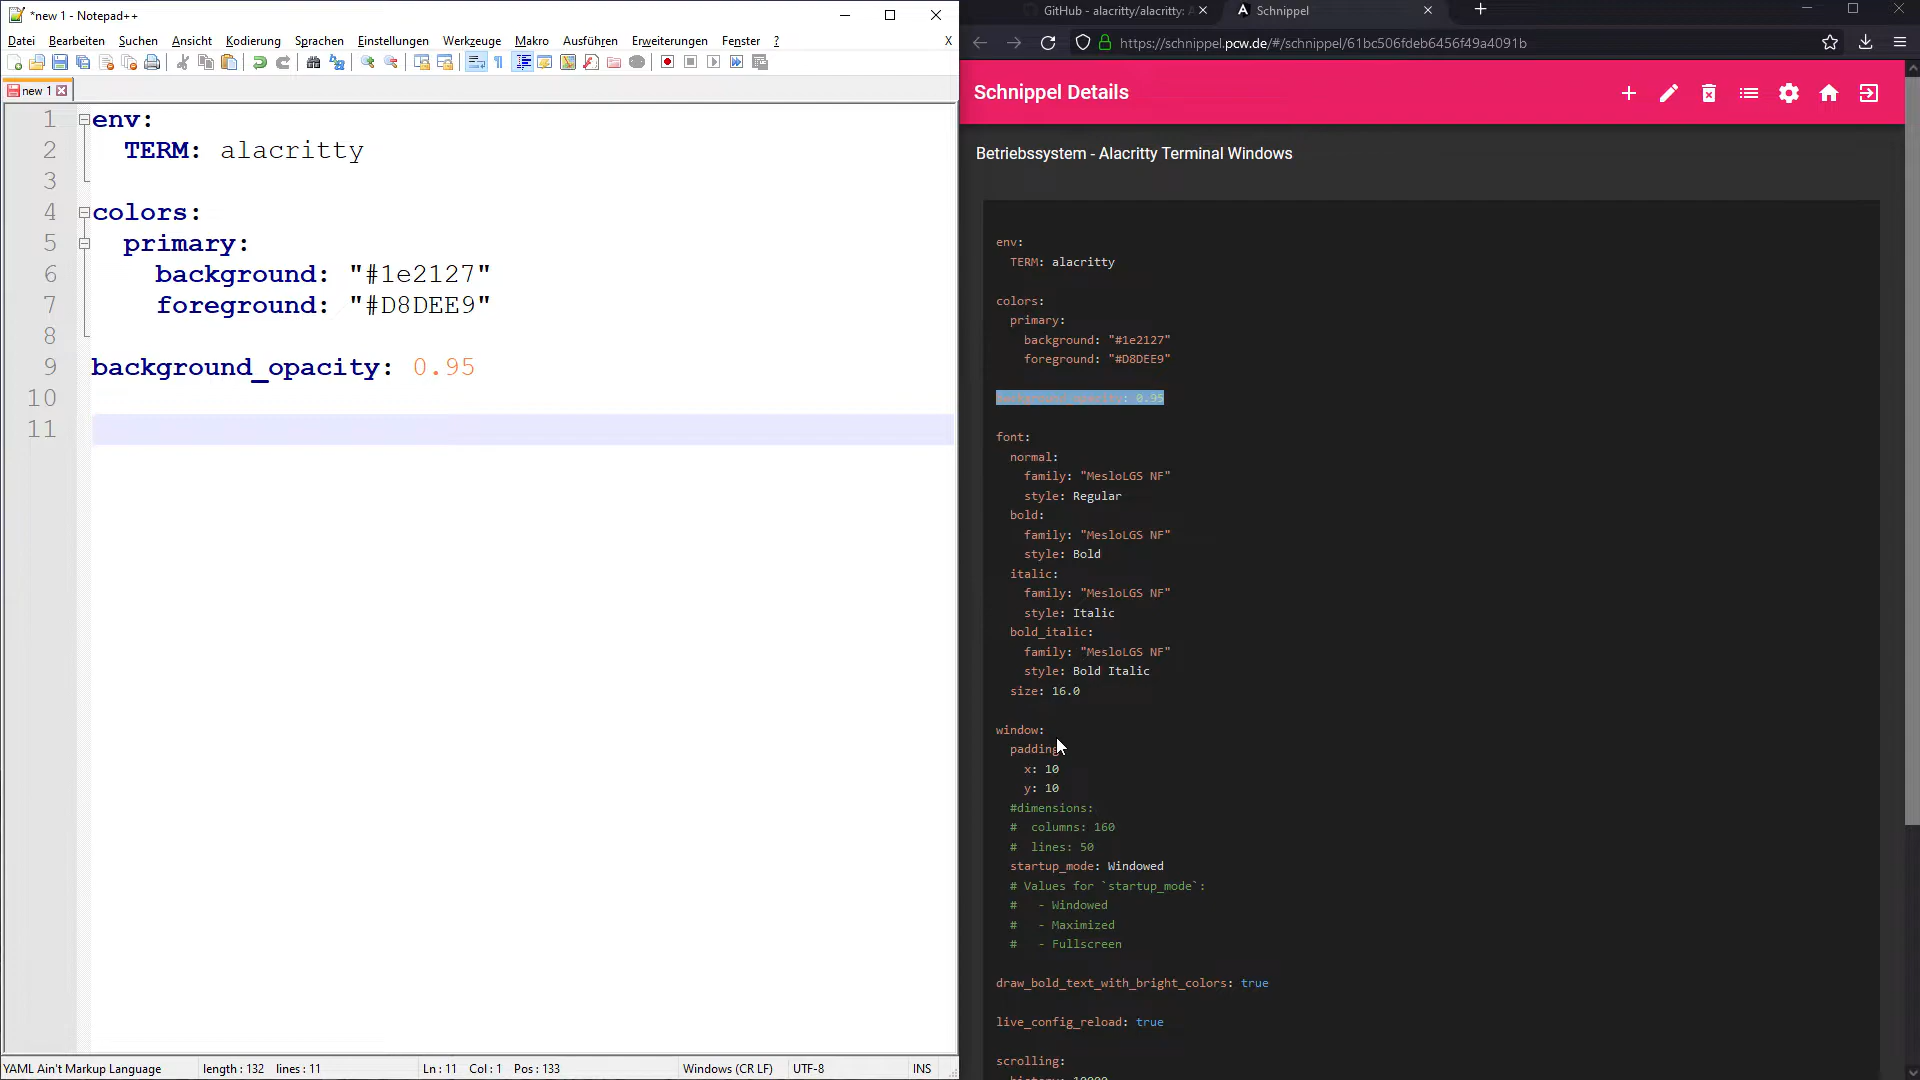 *new 1 - Notepad++
Datei Bearbeiten Suchen Ansicht Kodierung Sprachen Einstellungen Werkzeuge Makro Ausführen Erweiterungen Fenster ? X
new 1
1 env:
2   TERM: alacritty
3
4 colors:
5   primary:
6     background: "#1e2127"
7     foreground: "#D8DEE9"
8
9 background_opacity: 0.95
10
11
YAML Ain't Markup Language length : 132 lines : 11 Ln : 11 Col : 1 Pos : 133 Windows (CR LF) UTF-8 INS
GitHub - alacritty/alacritty:
Schnippel
https://schnippel.pcw.de/#/schnippel/61bc506fdeb6456f49a4091b
Schnippel Details
Betriebssystem - Alacritty Terminal Windows
env:
  TERM: alacritty
colors:
  primary:
    background: "#1e2127"
    foreground: "#D8DEE9"
background_opacity: 0.95
font:
  normal:
    family: "MesloLGS NF"
    style: Regular
  bold:
    family: "MesloLGS NF"
    style: Bold
  italic:
    family: "MesloLGS NF"
    style: Italic
  bold_italic:
    family: "MesloLGS NF"
    style: Bold Italic
  size: 16.0
window:
  padding
    x: 10
    y: 10
  #dimensions:
  #  columns: 160
  #  lines: 50
  startup_mode: Windowed
  # Values for `startup_mode`:
  #   - Windowed
  #   - Maximized
  #   - Fullscreen
draw_bold_text_with_bright_colors: true
live_config_reload: true
scrolling:
  history: 10000